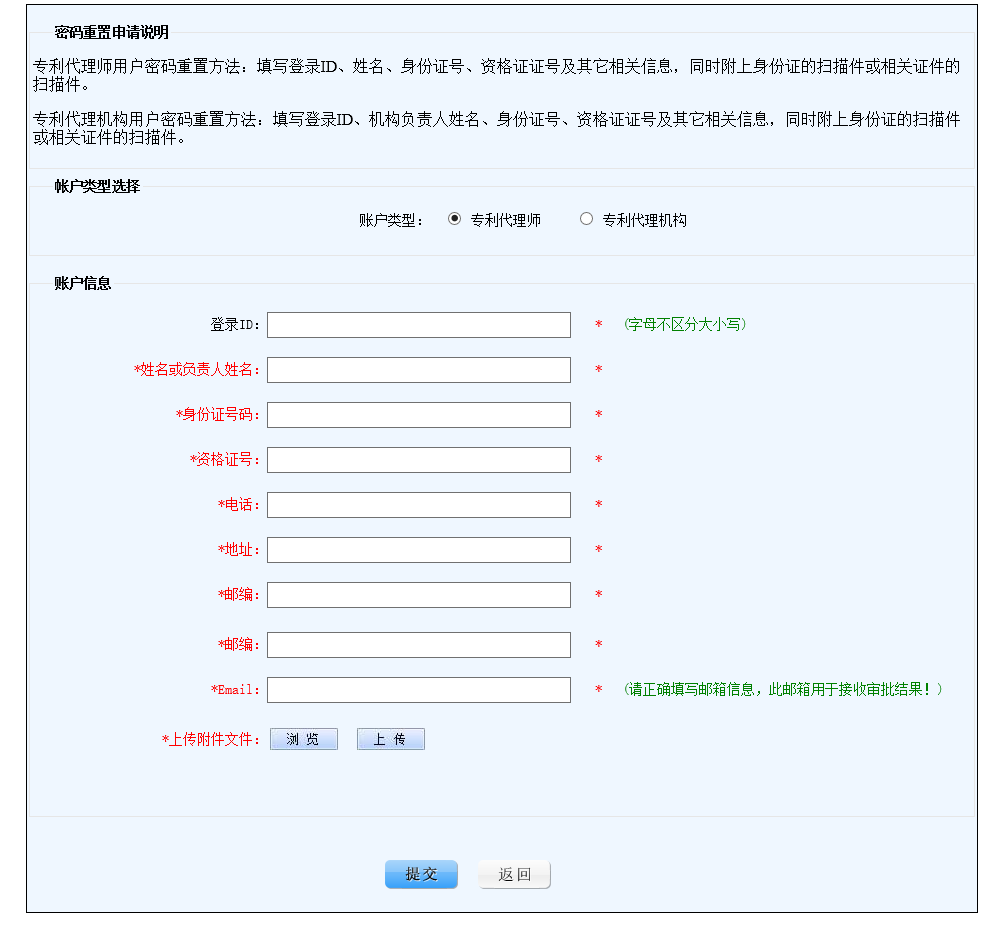 密码重置申请说明
专利代理师用户密码重置方法：填写登录ID、姓名、身份证号、资格证证号及其它相关信息，同时附上身份证的扫描件或相关证件的
扫描件。
专利代理机构用户密码重置方法：填写登录ID、机构负责人姓名、身份证号、资格证证号及其它相关信息，同时附上身份证的扫描件
或相关证件的扫描件。
帐户类型选择
账户类型： 专利代理师 专利代理机构
账户信息
登录ID： * （字母不区分大小写）
*姓名或负责人姓名： *
*身份证号码： *
*资格证号： *
*电话： *
*地址： *
*邮编： *
*邮编： *
*Email： * （请正确填写邮箱信息，此邮箱用于接收审批结果！）
*上传附件文件： 浏 览 上 传
提交 返回